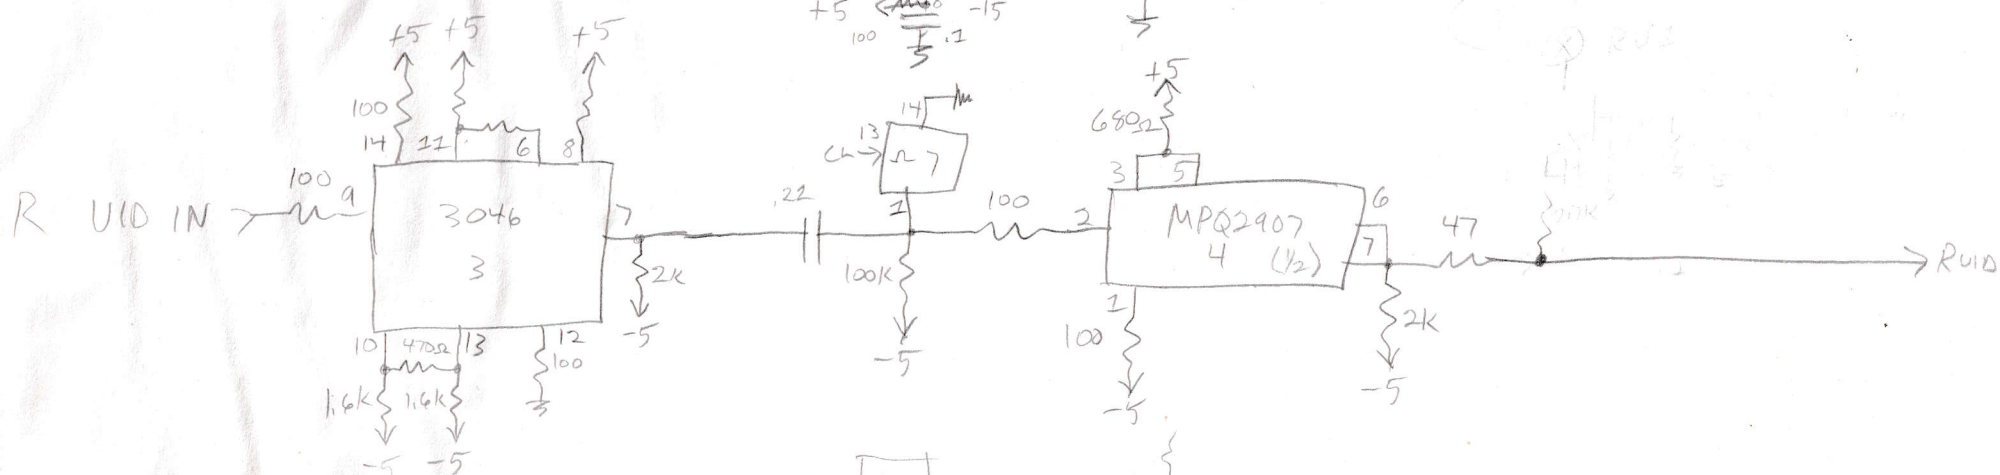 +5 -15
100 .1
+5 +5 +5
100
14 11 6 8
R VID IN 100 9
3046
3
7
2K
-5
10 470Ω 13 12
1.6K 1.6K 100
-5 -5
.22
14
13
Ω 7
1
100K
-5
100
+5
680Ω
3 5
2
MPQ2907
4 (1/2)
6
7
1
100
-5
2K
-5
47
RVID